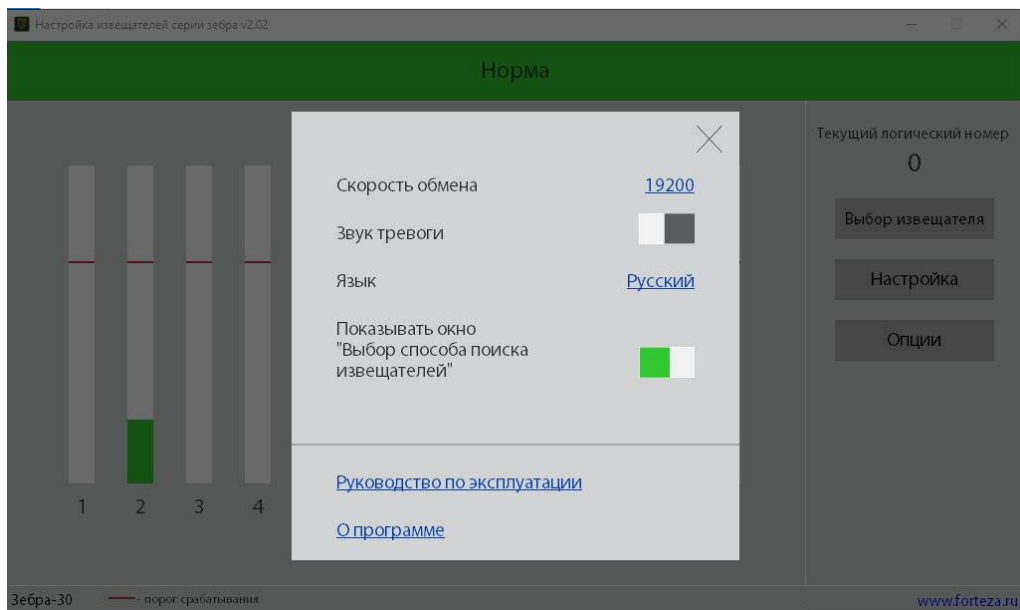 Настройка извещателей серии зебра v2.02
Норма
Скорость обмена 19200
Звук тревоги
Язык Русский
Показывать окно
"Выбор способа поиска
извещателей"
Руководство по эксплуатации
О программе
Текущий логический номер
0
Выбор извещателя
Настройка
Опции
1 2 3 4
Зебра-30 - порог срабатывания www.forteza.ru